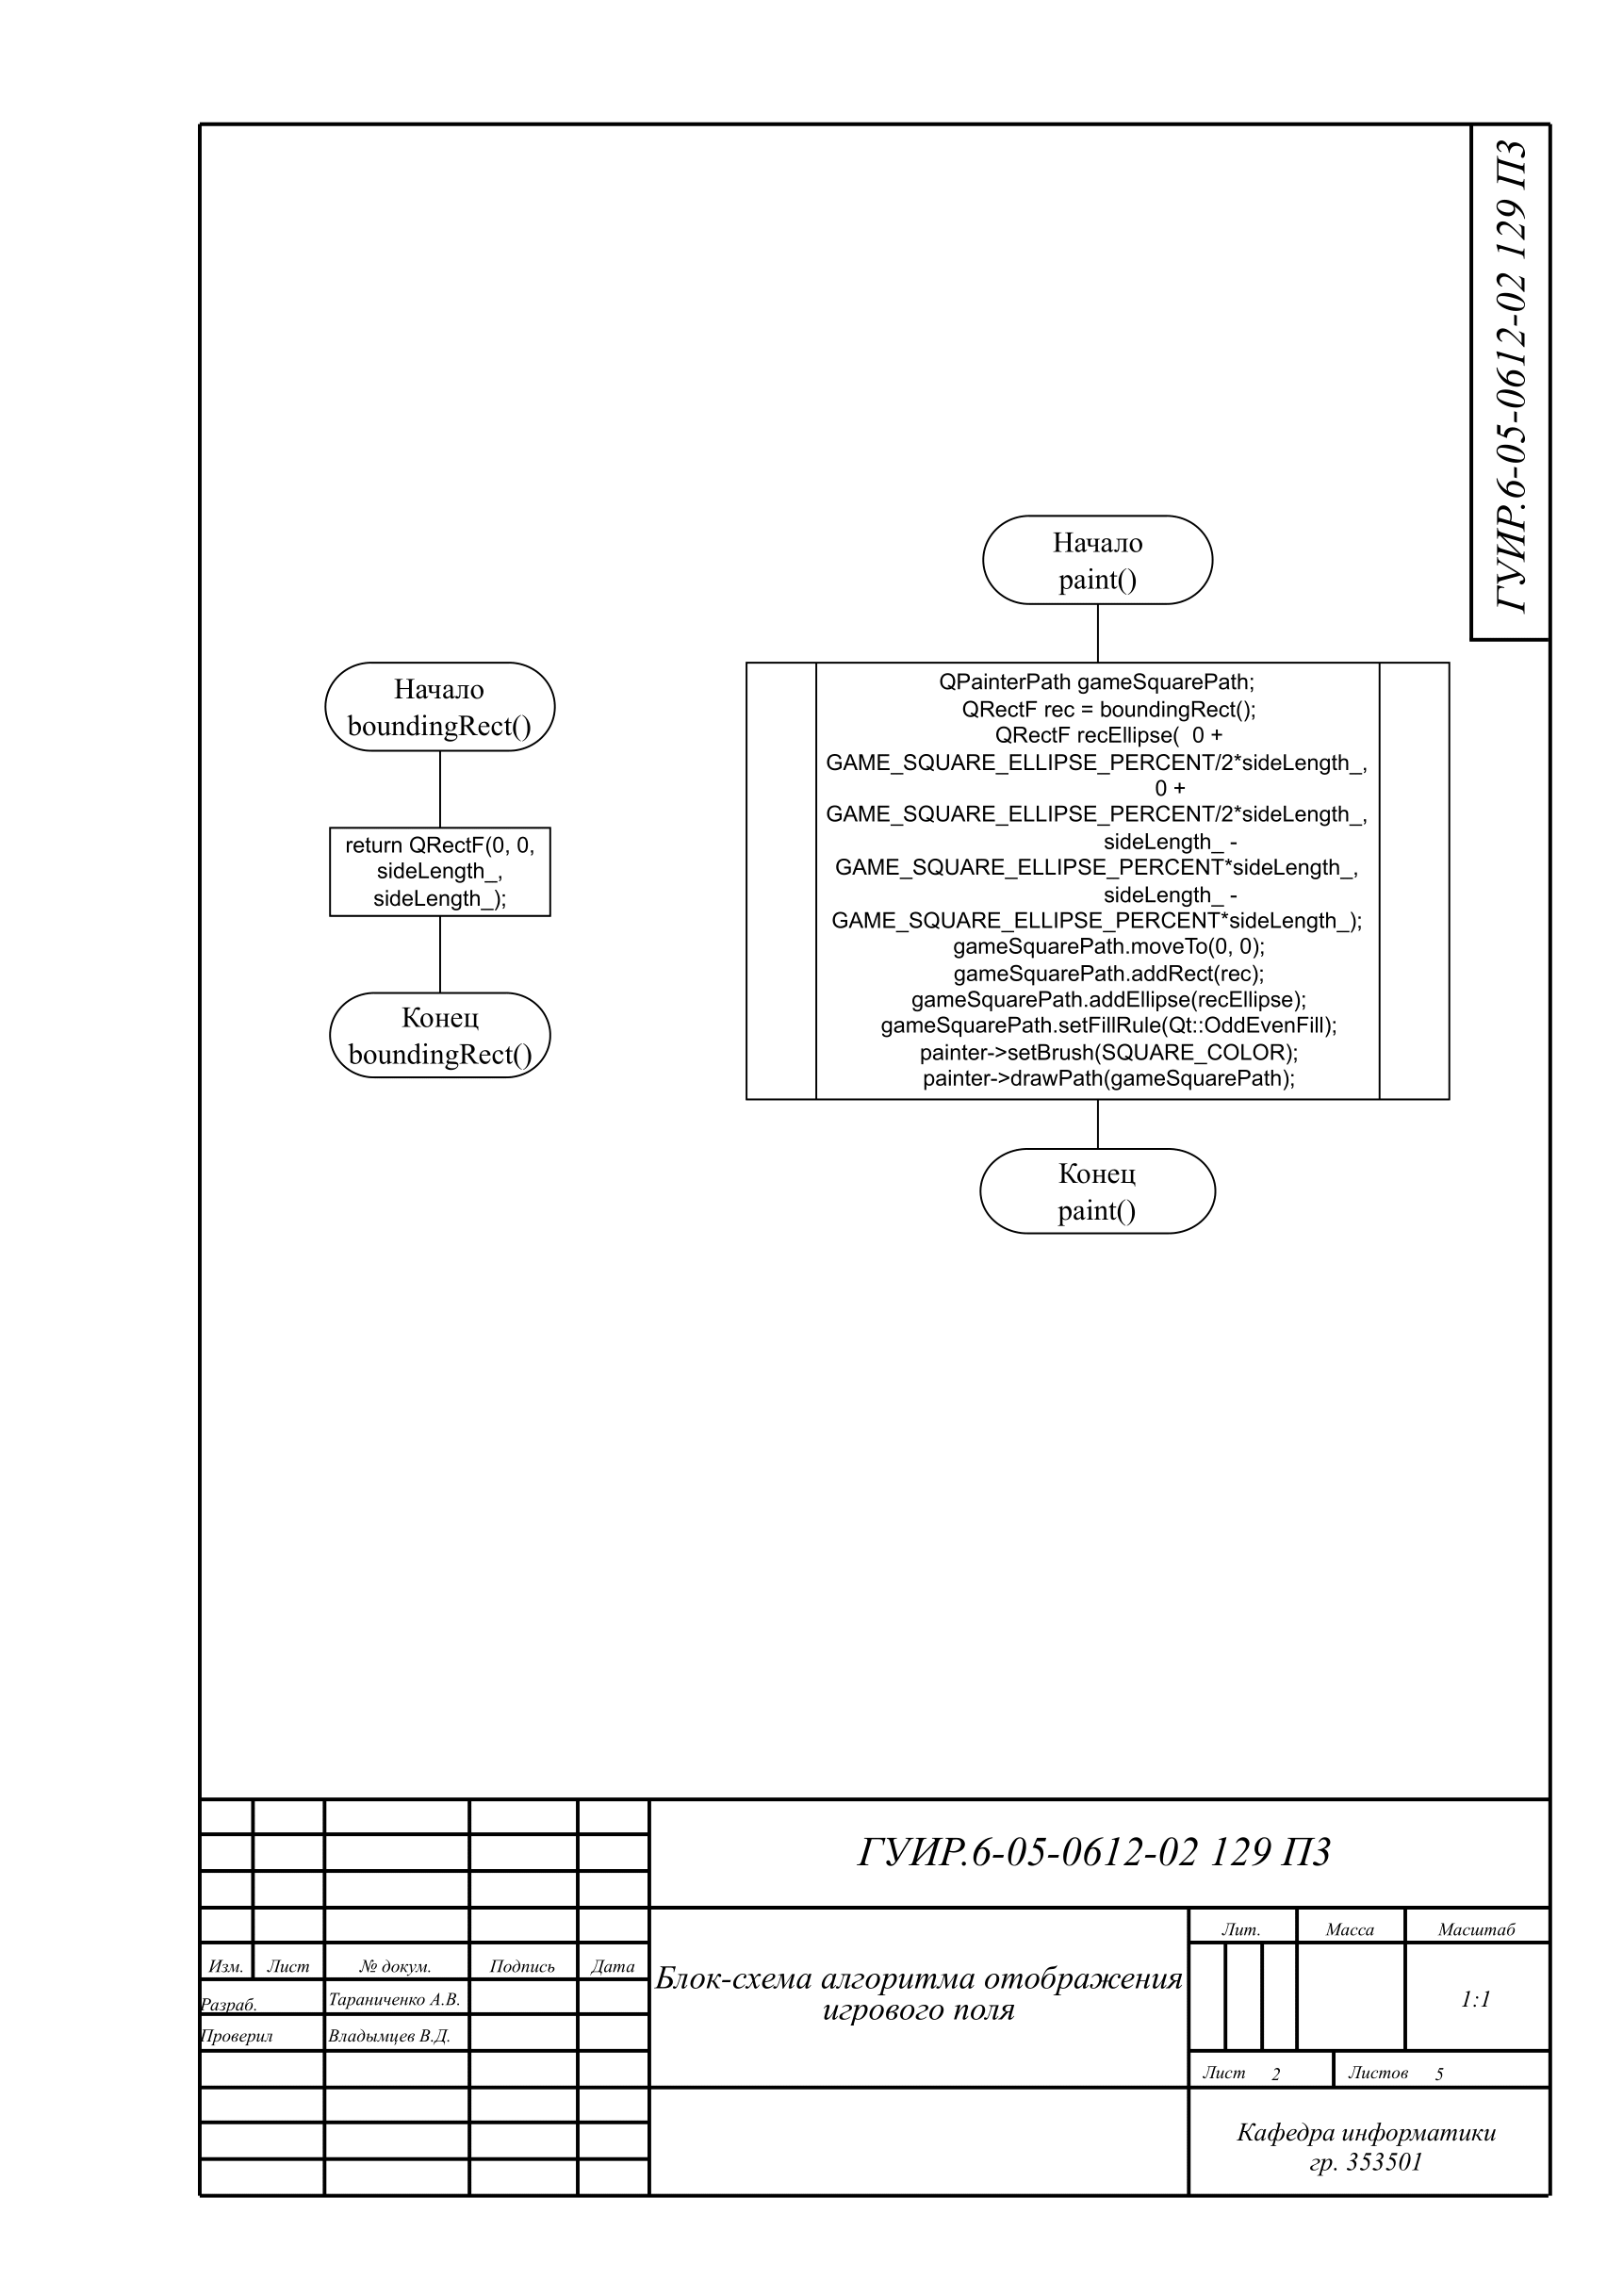 ГУИР.6-05-0612-02 129 ПЗ
Начало
boundingRect()
return QRectF(0, 0,
sideLength_,
sideLength_);
Конец
boundingRect()
Начало
paint()
QPainterPath gameSquarePath;
QRectF rec = boundingRect();
QRectF recEllipse(  0 +
GAME_SQUARE_ELLIPSE_PERCENT/2*sideLength_,
0 +
GAME_SQUARE_ELLIPSE_PERCENT/2*sideLength_,
sideLength_ -
GAME_SQUARE_ELLIPSE_PERCENT*sideLength_,
sideLength_ -
GAME_SQUARE_ELLIPSE_PERCENT*sideLength_);
gameSquarePath.moveTo(0, 0);
gameSquarePath.addRect(rec);
gameSquarePath.addEllipse(recEllipse);
gameSquarePath.setFillRule(Qt::OddEvenFill);
painter->setBrush(SQUARE_COLOR);
painter->drawPath(gameSquarePath);
Конец
paint()
ГУИР.6-05-0612-02 129 ПЗ
Изм. Лист № докум. Подпись Дата
Разраб. Тараниченко А.В.
Проверил Владымцев В.Д.
Блок-схема алгоритма отображения
игрового поля
Лит. Масса Масштаб
1:1
Лист 2 Листов 5
Кафедра информатики
гр. 353501